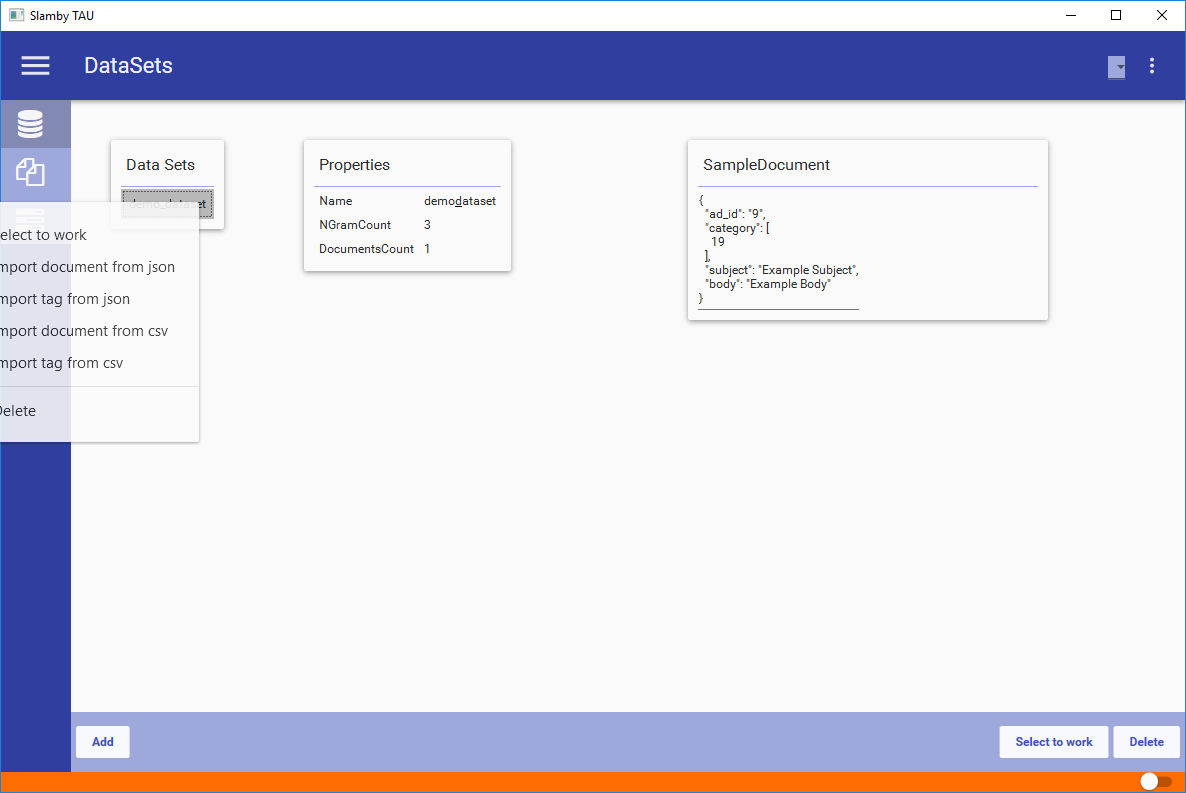 Slamby TAU
DataSets
Data Sets
demo_dataset
elect to work
mport document from json
mport tag from json
mport document from csv
mport tag from csv
Delete
Properties
Name demodataset
NGramCount 3
DocumentsCount 1
SampleDocument
{
"ad_id": "9",
"category": [
19
],
"subject": "Example Subject",
"body": "Example Body"
}
Add
Select to work
Delete